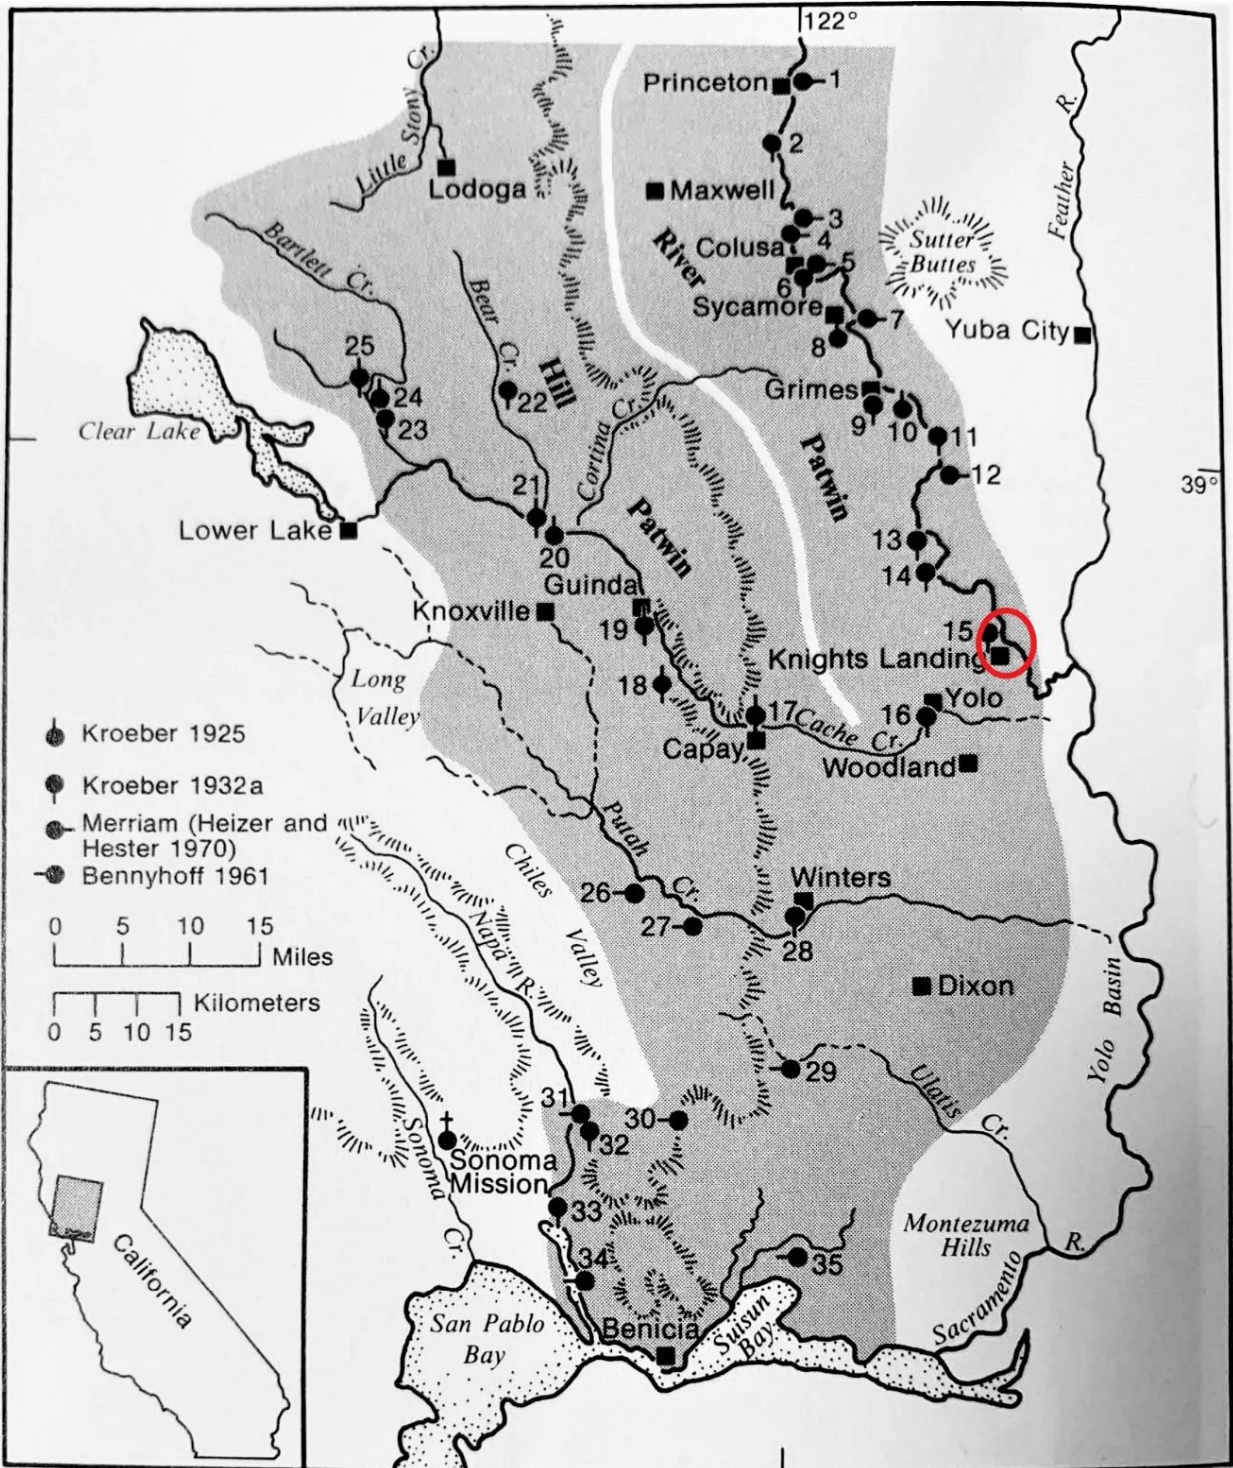 122°
Princeton
1
2
Little Stony Cr.
Lodoga
Maxwell
3
4
Colusa
5
6
River
Sutter
Buttes
Feather R.
Bartlett Cr.
Bear Cr.
Sycamore
7
8
Yuba City
25
24
23
22
Hill
Grimes
9
10
11
12
Clear Lake
Cortina Cr.
Patwin
39°
21
20
Lower Lake
Patwin
13
14
Guinda
Knoxville
19
15
Knights Landing
18
Long
Valley
Yolo
17
16
Cache Cr.
Capay
Woodland
Kroeber 1925
Kroeber 1932a
Merriam (Heizer and
Hester 1970)
Bennyhoff 1961
Putah Cr.
Chiles Valley
Winters
26
27
28
0 5 10 15
Miles
Kilometers
0 5 10 15
Napa R.
Dixon
Yolo Basin
29
Ulatis Cr.
31
30
32
Sonoma
Mission
Sonoma Cr.
33
34
35
Montezuma
Hills
R.
Sacramento
California
San Pablo
Bay
Benicia
Suisun
Bay